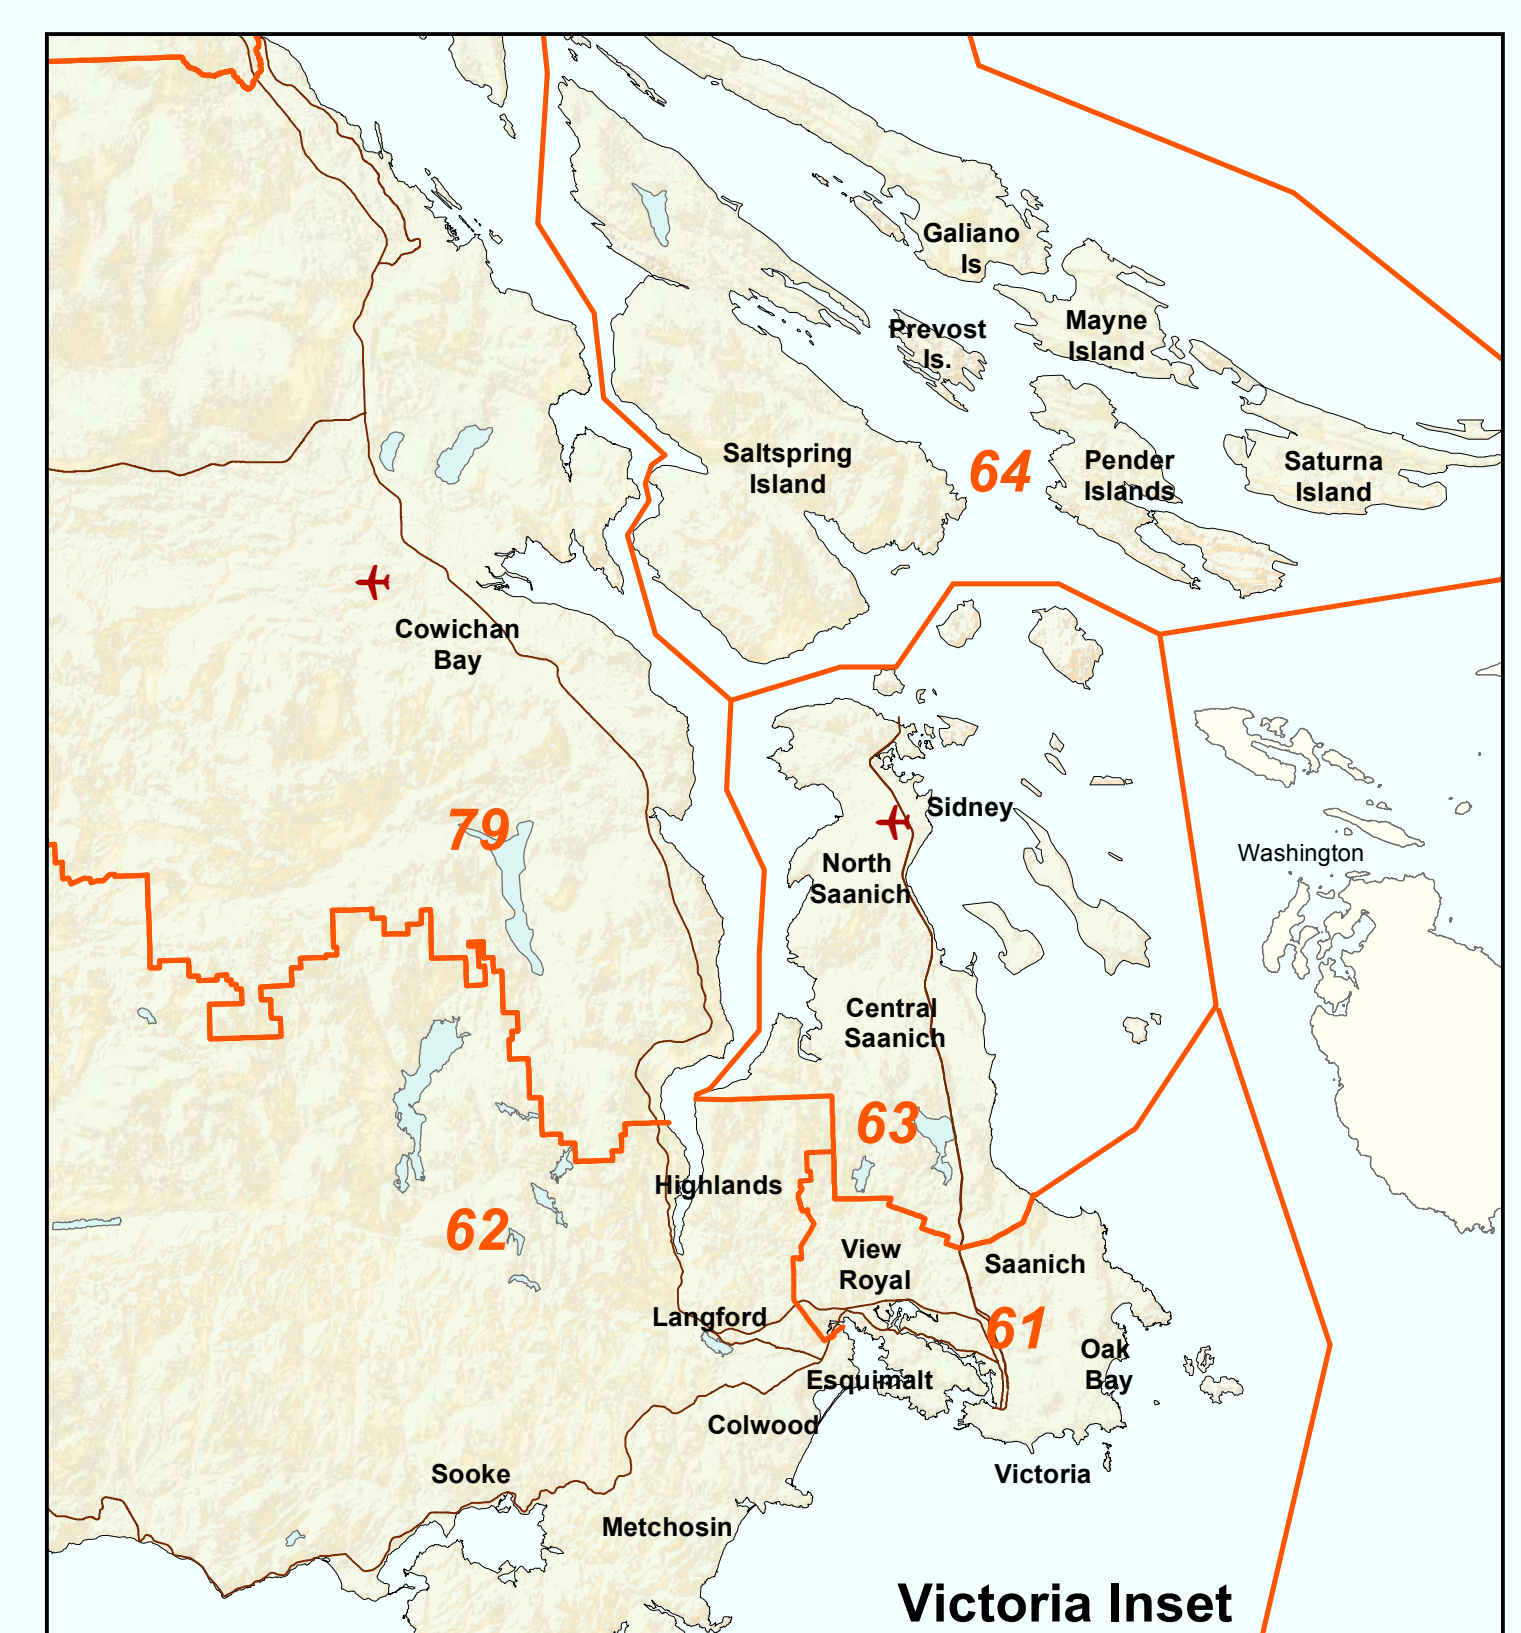 Galiano
Is
Prevost
Is.
Mayne
Island
Saltspring
Island
64
Pender
Islands
Saturna
Island
Cowichan
Bay
79
Sidney
North
Saanich
Washington
Central
Saanich
63
Highlands
62
View
Royal
Saanich
Langford
61
Oak
Bay
Esquimalt
Colwood
Sooke
Victoria
Metchosin
Victoria Inset